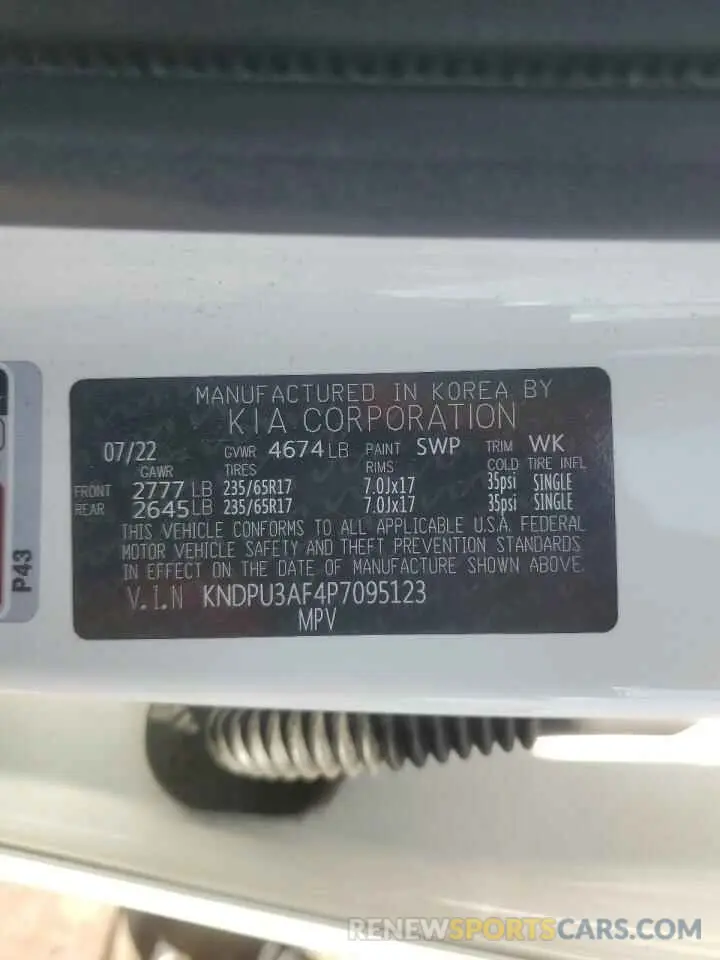 MANUFACTURED IN KOREA BY
KIA CORPORATION
07/22 GVWR 4674 LB PAINT SWP TRIM WK
GAWR TIRES RIMS COLD TIRE INFL
FRONT 2777 LB 235/65R17 7.0Jx17 35psi SINGLE
REAR 2645 LB 235/65R17 7.0Jx17 35psi SINGLE
THIS VEHICLE CONFORMS TO ALL APPLICABLE U.S.A. FEDERAL
MOTOR VEHICLE SAFETY AND THEFT PREVENTION STANDARDS
IN EFFECT ON THE DATE OF MANUFACTURE SHOWN ABOVE.
V.I.N KNDPU3AF4P7095123
MPV
P43
RENEWSPORTSCARS.COM